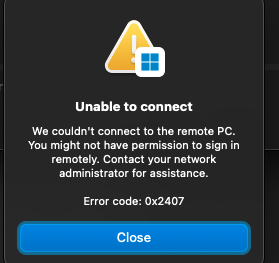 Unable to connect
We couldn't connect to the remote PC.
You might not have permission to sign in
remotely. Contact your network
administrator for assistance.
Error code: 0x2407
Close